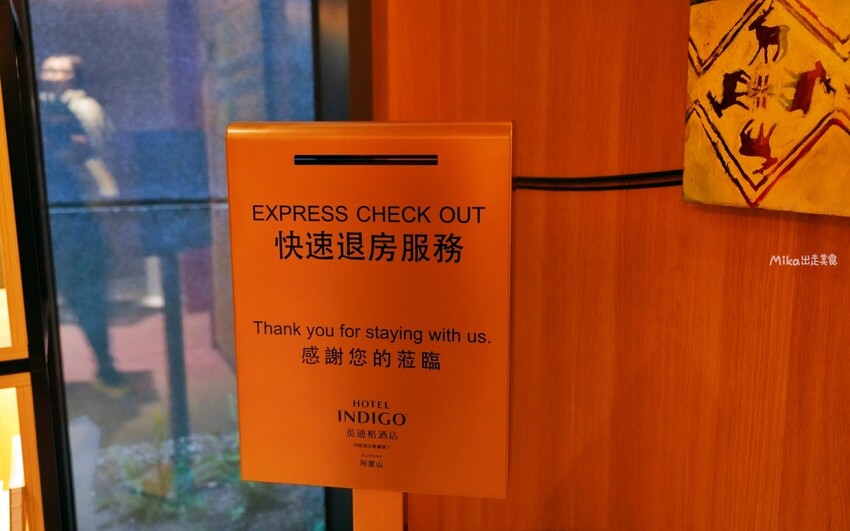 EXPRESS CHECK OUT
快速退房服務
Thank you for staying with us.
感謝您的蒞臨
HOTEL
INDIGO
英迪格酒店
阿里山
Mika出走美食